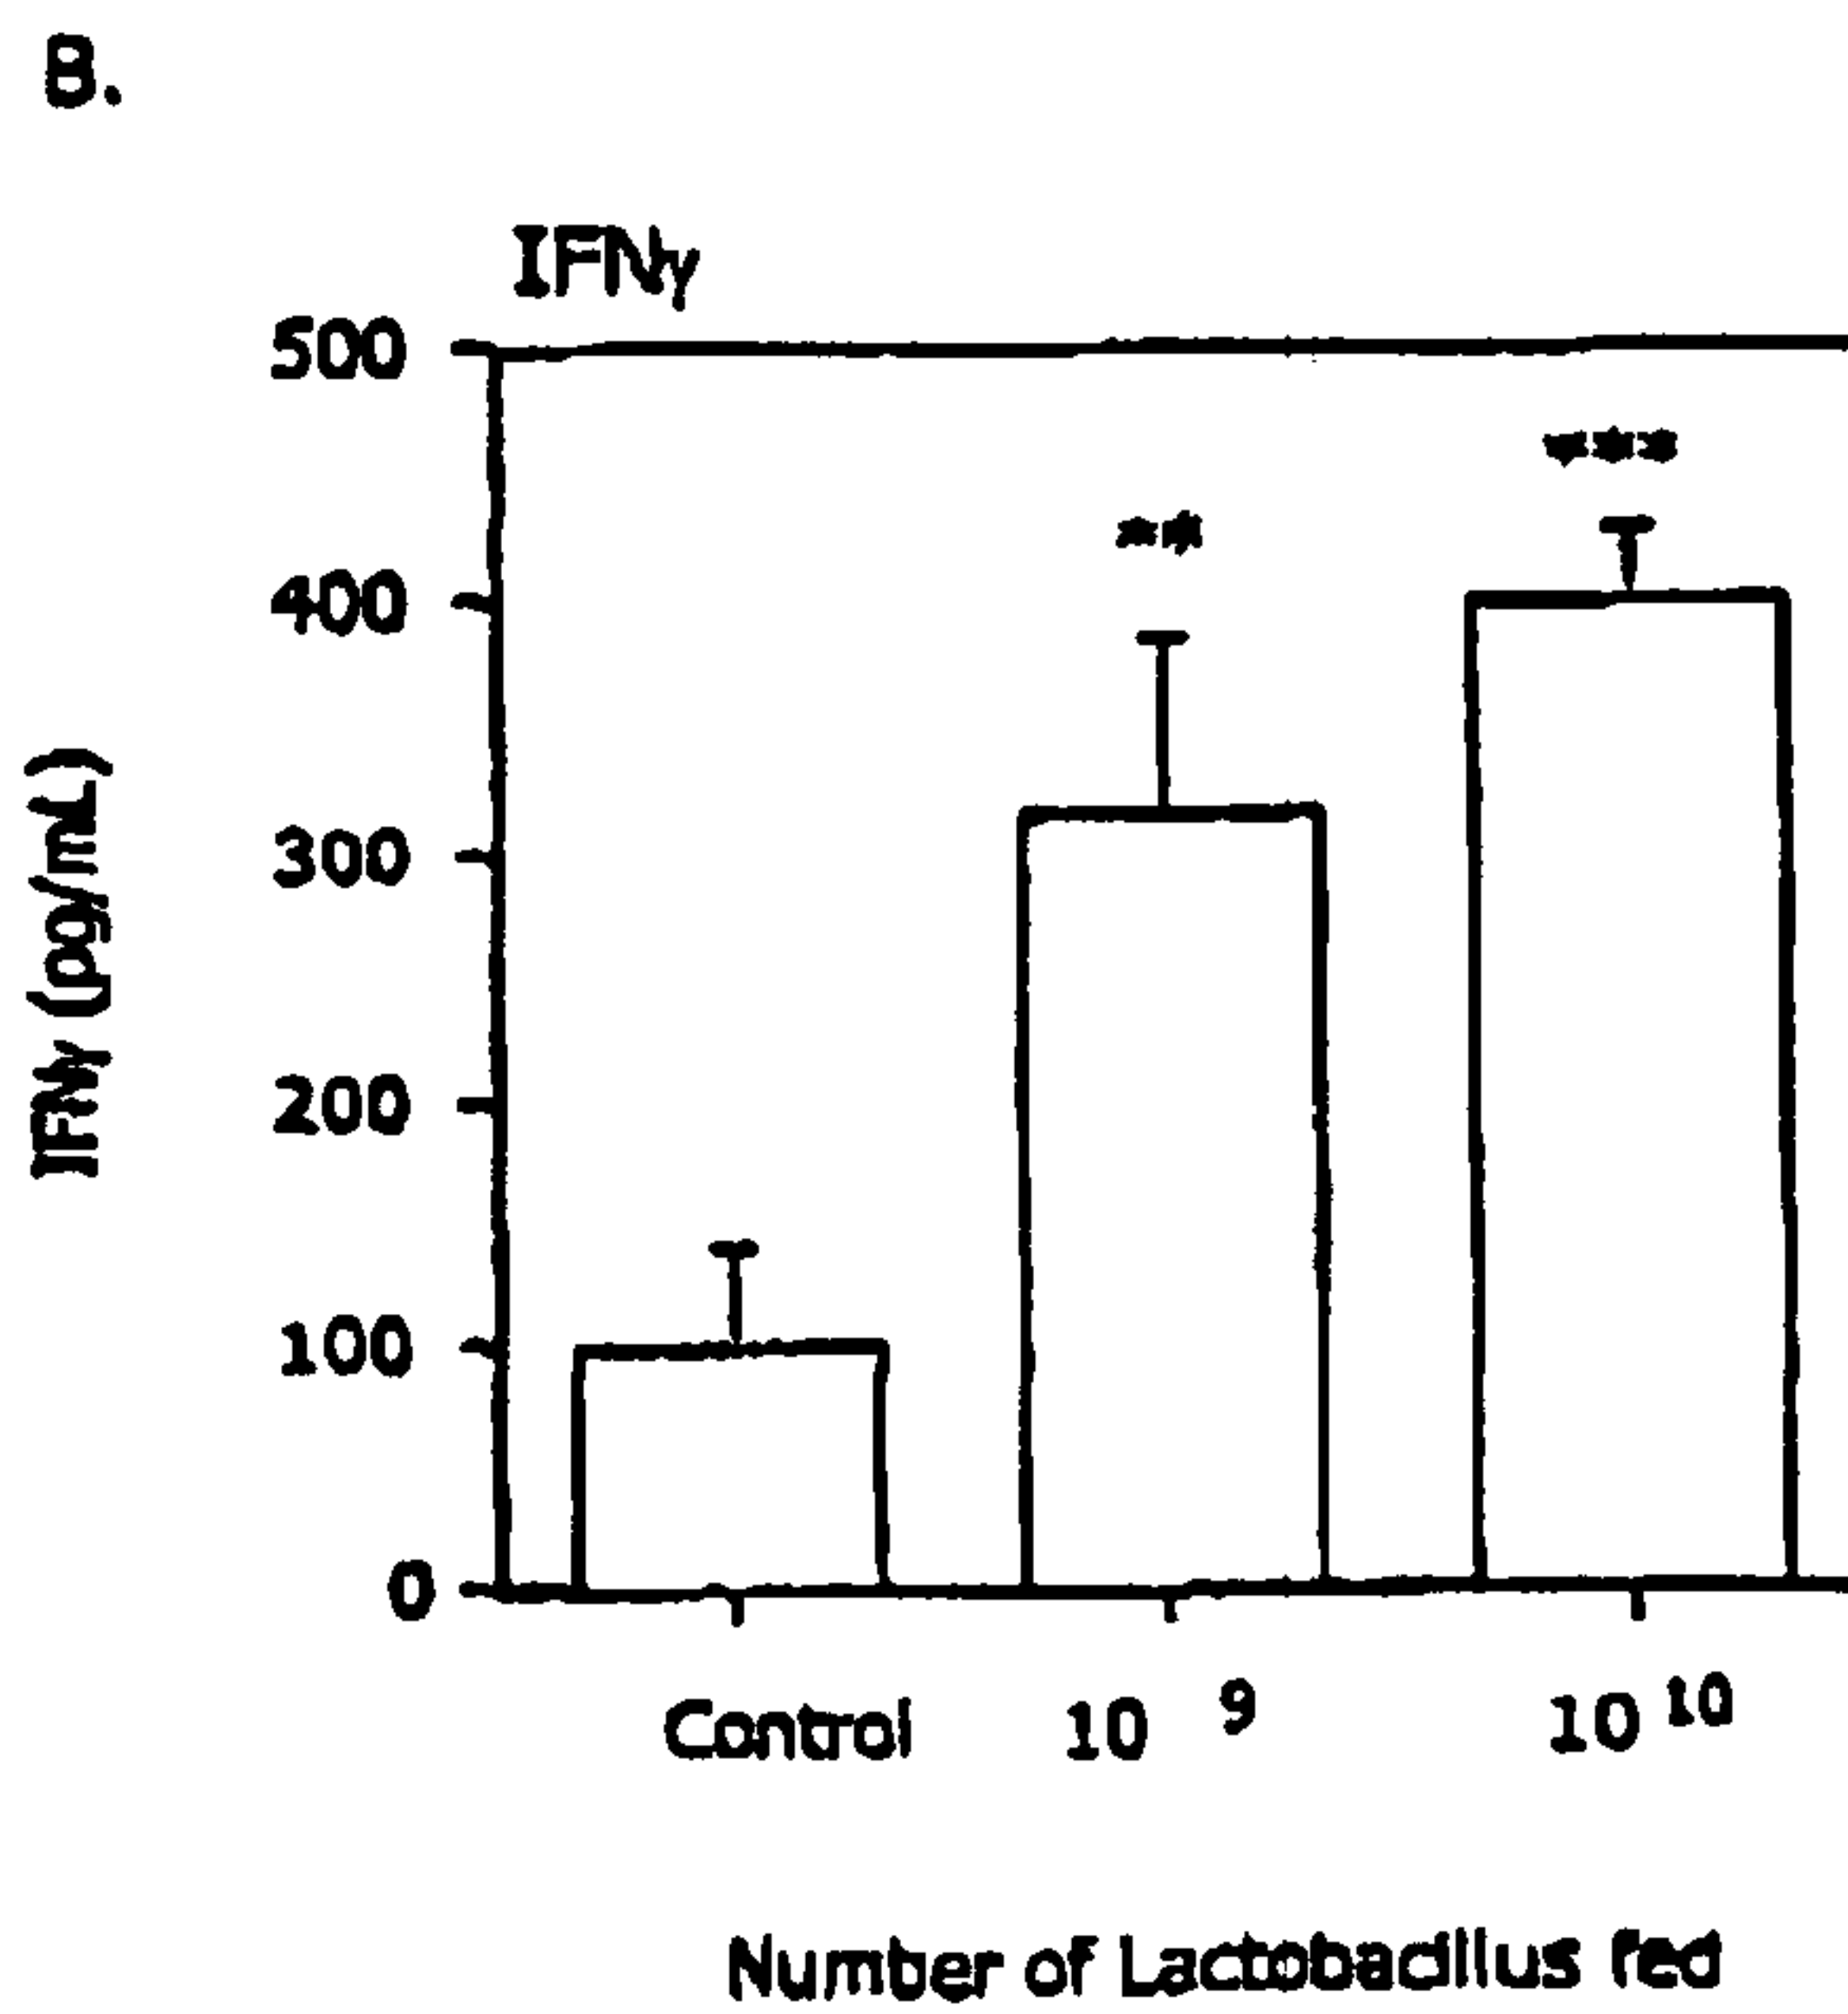 B.
IFNγ
500
400
300
200
100
0
IFNγ (pg/mL)
**
***
Control 10 9 10 10
Number of Lactobacillus fed